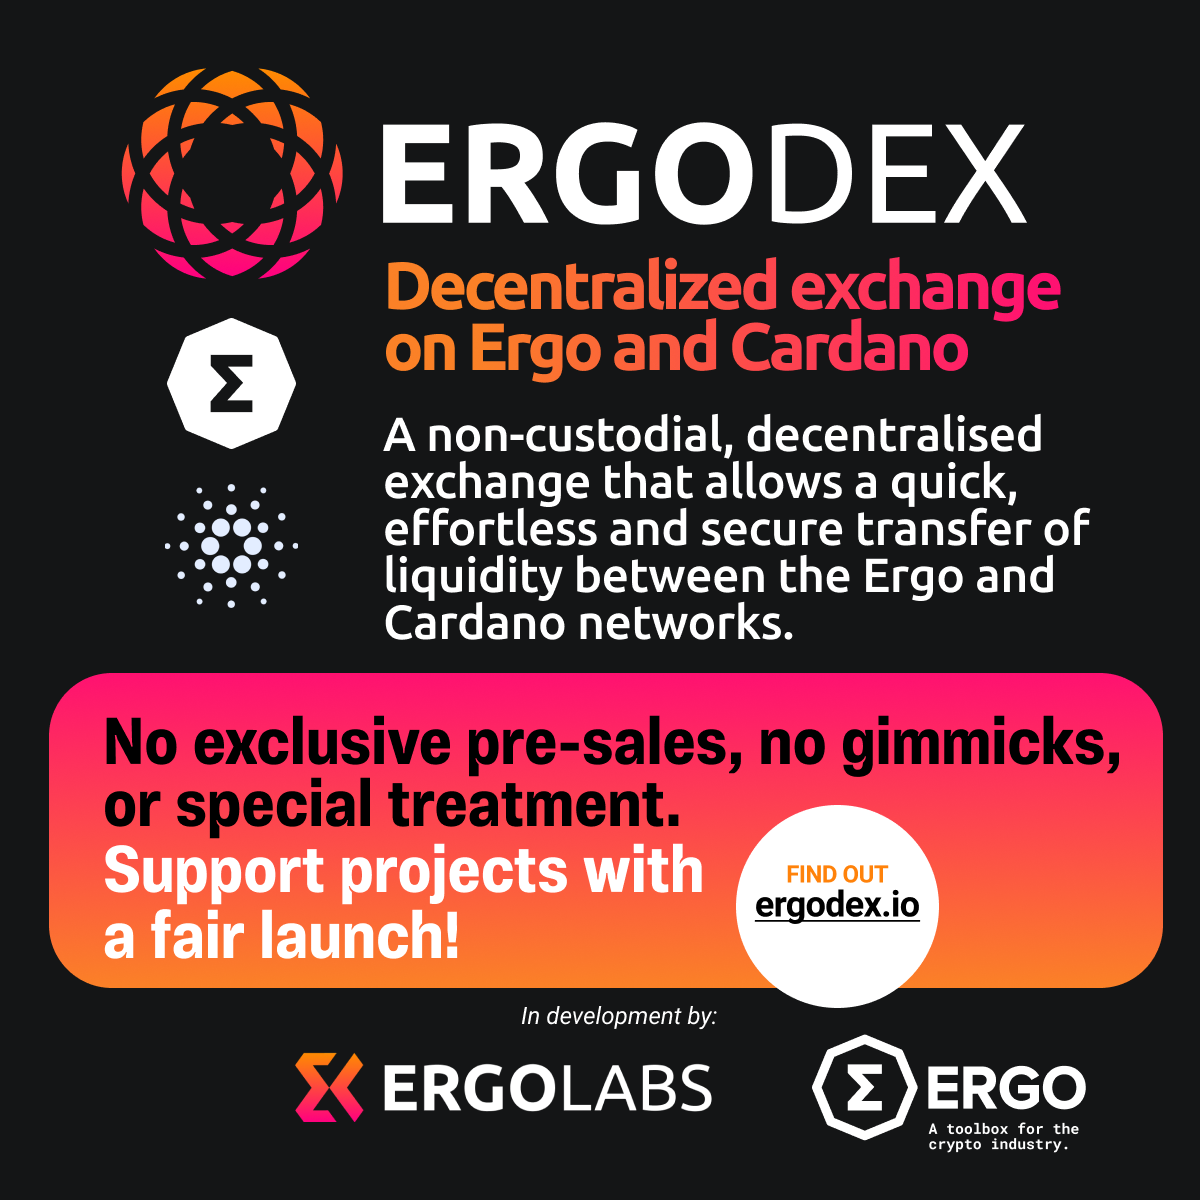 ERGODEX
Decentralized exchange
on Ergo and Cardano
Σ
A non-custodial, decentralised
exchange that allows a quick,
effortless and secure transfer of
liquidity between the Ergo and
Cardano networks.
No exclusive pre-sales, no gimmicks,
or special treatment.
Support projects with
a fair launch!
FIND OUT
ergodex.io
In development by:
ERGOLABS
Σ ERGO
A toolbox for the
crypto industry.